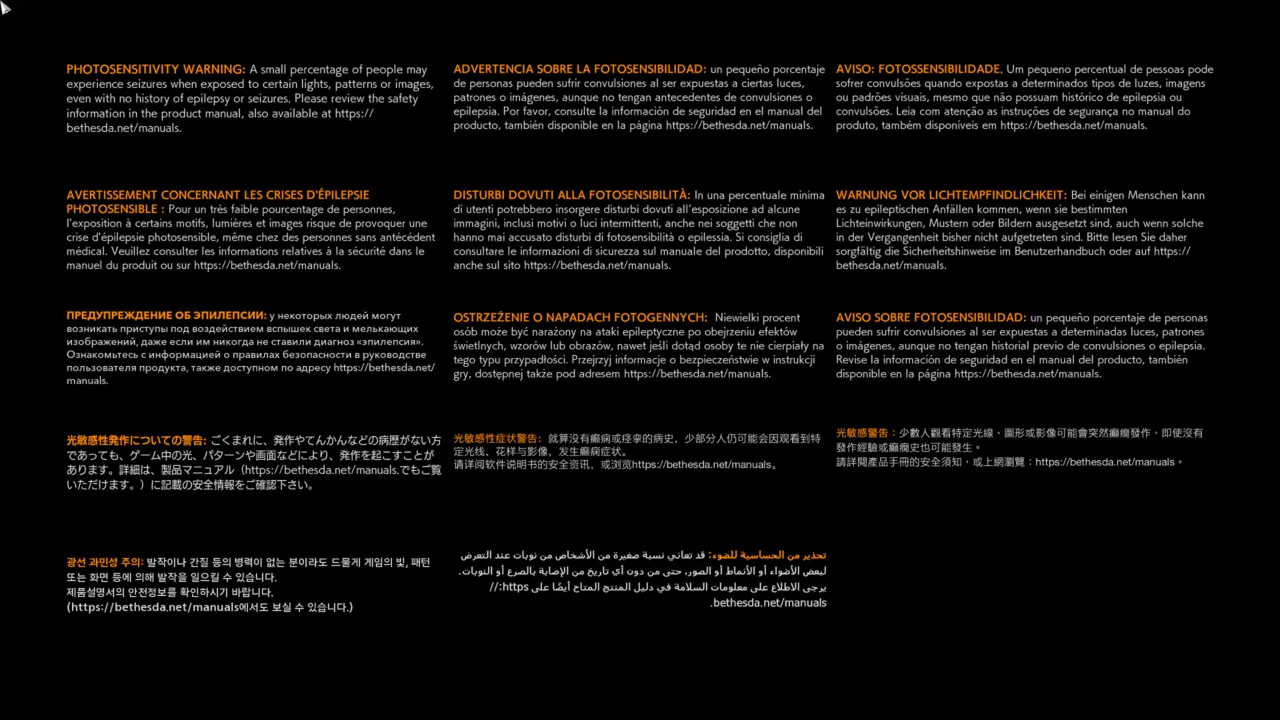 PHOTOSENSITIVITY WARNING: A small percentage of people may
experience seizures when exposed to certain lights, patterns or images,
even with no history of epilepsy or seizures. Please review the safety
information in the product manual, also available at https://
bethesda.net/manuals.
ADVERTENCIA SOBRE LA FOTOSENSIBILIDAD: un pequeño porcentaje
de personas pueden sufrir convulsiones al ser expuestas a ciertas luces,
patrones o imágenes, aunque no tengan antecedentes de convulsiones o
epilepsia. Por favor, consulte la información de seguridad en el manual del
producto, también disponible en la página https://bethesda.net/manuals.
AVISO: FOTOSSENSIBILIDADE. Um pequeno percentual de pessoas pode
sofrer convulsões quando expostas a determinados tipos de luzes, imagens
ou padrões visuais, mesmo que não possuam histórico de epilepsia ou
convulsões. Leia com atenção as instruções de segurança no manual do
produto, também disponíveis em https://bethesda.net/manuals.
AVERTISSEMENT CONCERNANT LES CRISES D'ÉPILEPSIE
PHOTOSENSIBLE : Pour un très faible pourcentage de personnes,
l'exposition à certains motifs, lumières et images risque de provoquer une
crise d'épilepsie photosensible, même chez des personnes sans antécédent
médical. Veuillez consulter les informations relatives à la sécurité dans le
manuel du produit ou sur https://bethesda.net/manuals.
DISTURBI DOVUTI ALLA FOTOSENSIBILITÀ: In una percentuale minima
di utenti potrebbero insorgere disturbi dovuti all'esposizione ad alcune
immagini, inclusi motivi o luci intermittenti, anche nei soggetti che non
hanno mai accusato disturbi di fotosensibilità o epilessia. Si consiglia di
consultare le informazioni di sicurezza sul manuale del prodotto, disponibili
anche sul sito https://bethesda.net/manuals.
WARNUNG VOR LICHTEMPFINDLICHKEIT: Bei einigen Menschen kann
es zu epileptischen Anfällen kommen, wenn sie bestimmten
Lichteinwirkungen, Mustern oder Bildern ausgesetzt sind, auch wenn solche
in der Vergangenheit bisher nicht aufgetreten sind. Bitte lesen Sie daher
sorgfältig die Sicherheitshinweise im Benutzerhandbuch oder auf https://
bethesda.net/manuals.
ПРЕДУПРЕЖДЕНИЕ ОБ ЭПИЛЕПСИИ: у некоторых людей могут
возникать приступы под воздействием вспышек света и мелькающих
изображений, даже если им никогда не ставили диагноз «эпилепсия».
Ознакомьтесь с информацией о правилах безопасности в руководстве
пользователя продукта, также доступном по адресу https://bethesda.net/
manuals.
OSTRZEŻENIE O NAPADACH FOTOGENNYCH: Niewielki procent
osób może być narażony na ataki epileptyczne po obejrzeniu efektów
świetlnych, wzorów lub obrazów, nawet jeśli dotąd osoby te nie cierpiały na
tego typu przypadłości. Przejrzyj informacje o bezpieczeństwie w instrukcji
gry, dostępnej także pod adresem https://bethesda.net/manuals.
AVISO SOBRE FOTOSENSIBILIDAD: un pequeño porcentaje de personas
pueden sufrir convulsiones al ser expuestas a determinadas luces, patrones
o imágenes, aunque no tengan historial previo de convulsiones o epilepsia.
Revise la información de seguridad en el manual del producto, también
disponible en la página https://bethesda.net/manuals.
光敏感性発作についての警告: ごくまれに、発作やてんかんなどの病歴がない方
であっても、ゲーム中の光、パターンや画面などにより、発作を起こすことが
あります。詳細は、製品マニュアル（https://bethesda.net/manuals.でもご覧
いただけます。）に記載の安全情報をご確認下さい。
光敏感性症状警告：就算没有癫痫或痉挛的病史，少部分人仍可能会因观看到特
定光线、花样与影像，发生癫痫症状。
请详阅软件说明书的安全资讯，或浏览https://bethesda.net/manuals。
光敏感警告：少數人觀看特定光線、圖形或影像可能會突然癲癇發作，即使沒有
發作經驗或癲癇史也可能發生。
請詳閱產品手冊的安全須知，或上網瀏覽：https://bethesda.net/manuals。
광선 과민성 주의: 발작이나 간질 등의 병력이 없는 분이라도 드물게 게임의 빛, 패턴
또는 화면 등에 의해 발작을 일으킬 수 있습니다.
제품설명서의 안전정보를 확인하시기 바랍니다.
(https://bethesda.net/manuals에서도 보실 수 있습니다.)
تحذير من الحساسية للضوء: قد تعاني نسبة صغيرة من الأشخاص من نوبات عند التعرض
لبعض الأضواء أو الأنماط أو الصور، حتى من دون أي تاريخ من الإصابة بالصرع أو النوبات.
يرجى الاطلاع على معلومات السلامة في دليل المنتج المتاح أيضًا على https://
bethesda.net/manuals.